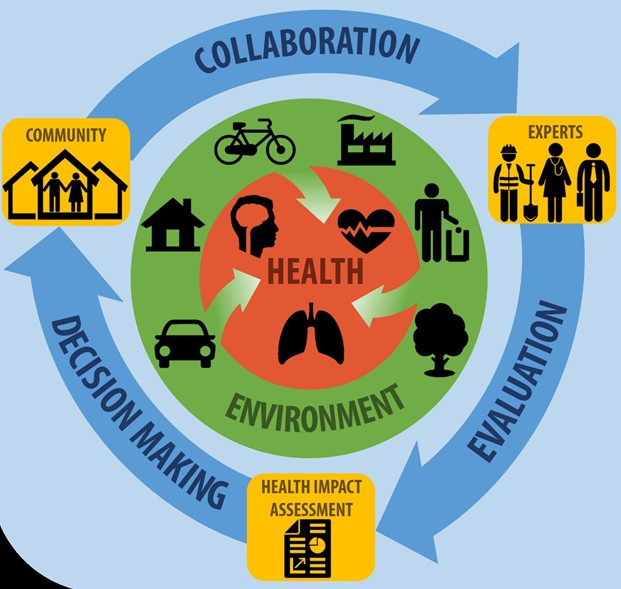 COLLABORATION
COMMUNITY
EXPERTS
HEALTH
ENVIRONMENT
EVALUATION
DECISION MAKING
HEALTH IMPACT
ASSESSMENT